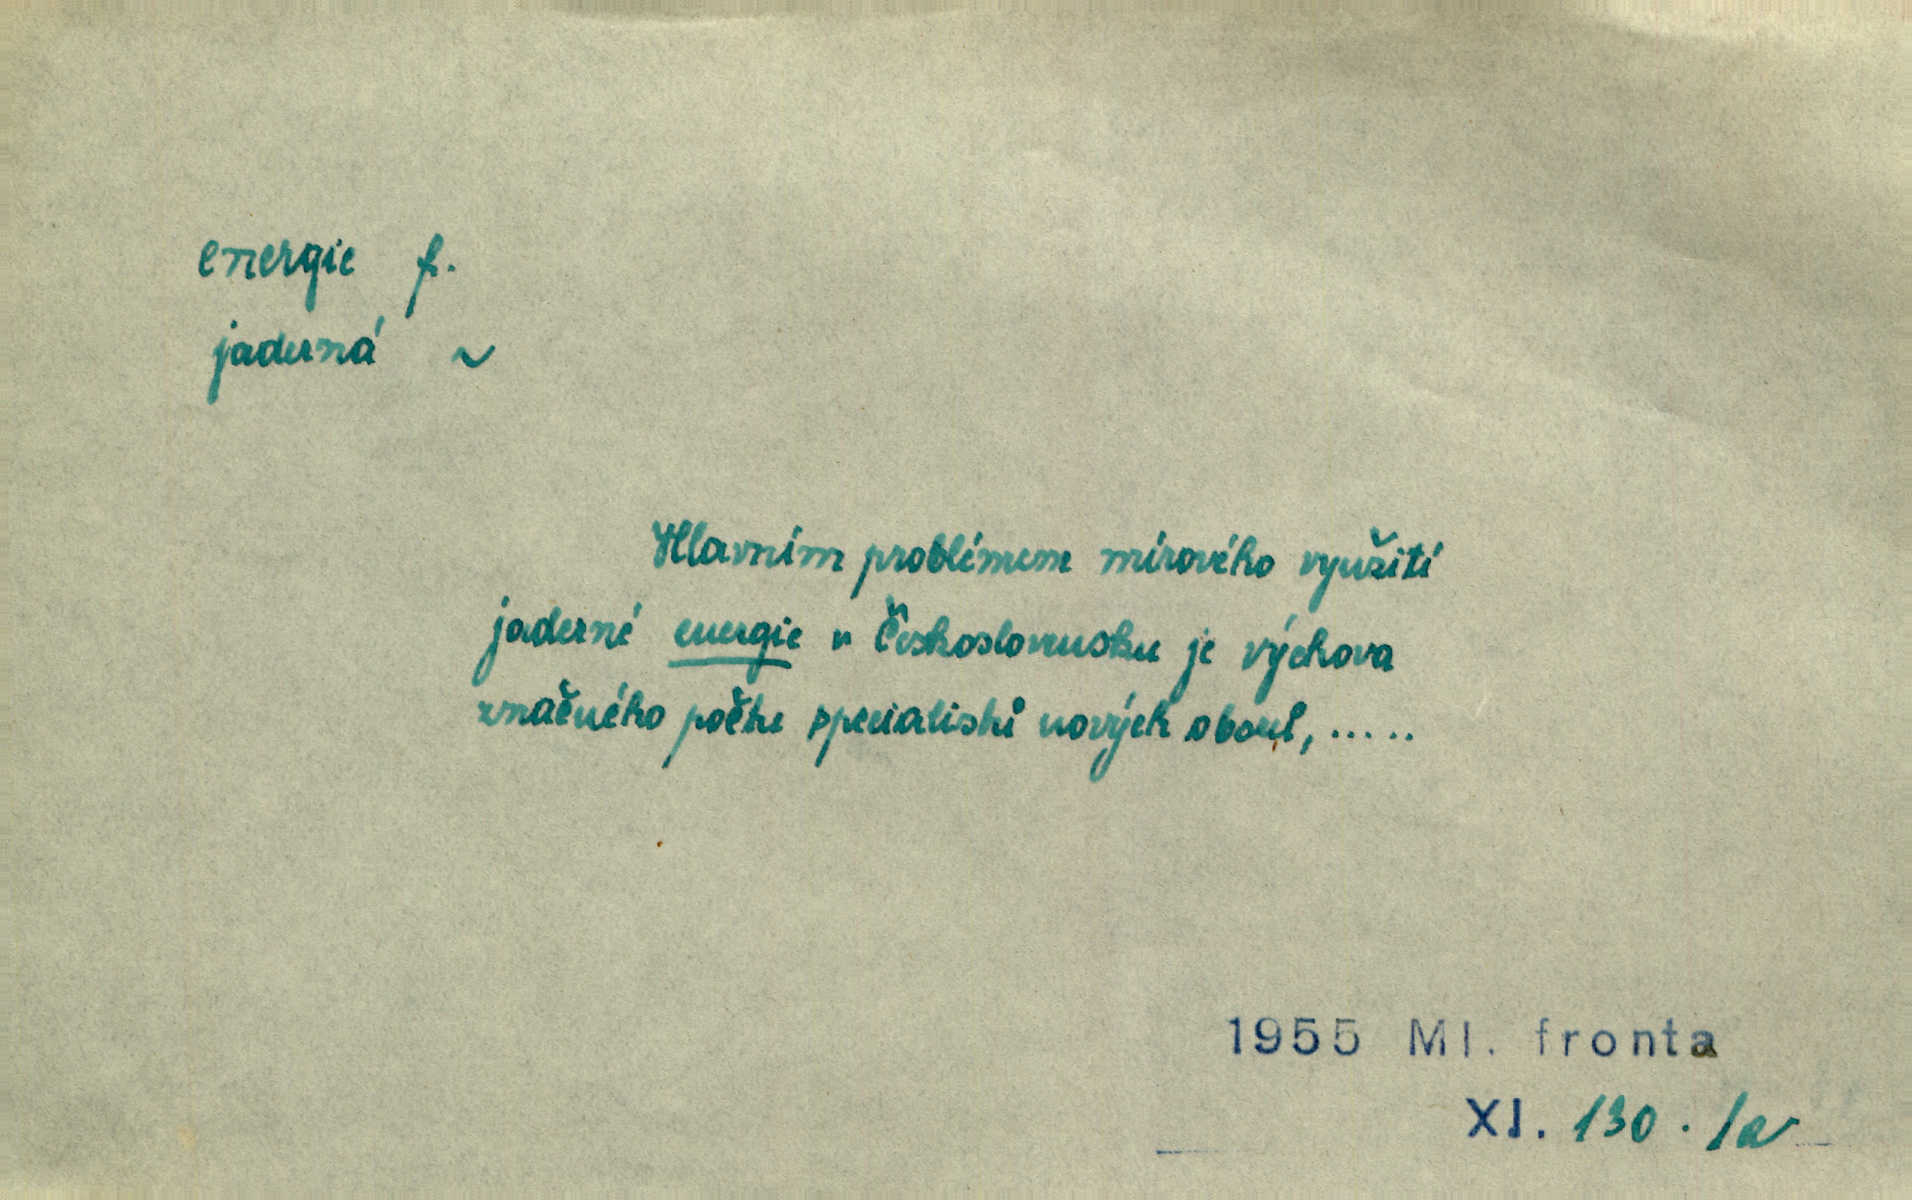 energie f.
jaderná ~
Hlavním problémem mírového využití
jaderné energie v Československu je výchova
značného počtu specialistů nových oborů, .....
1955 Ml. fronta
XI. 130 . 1a